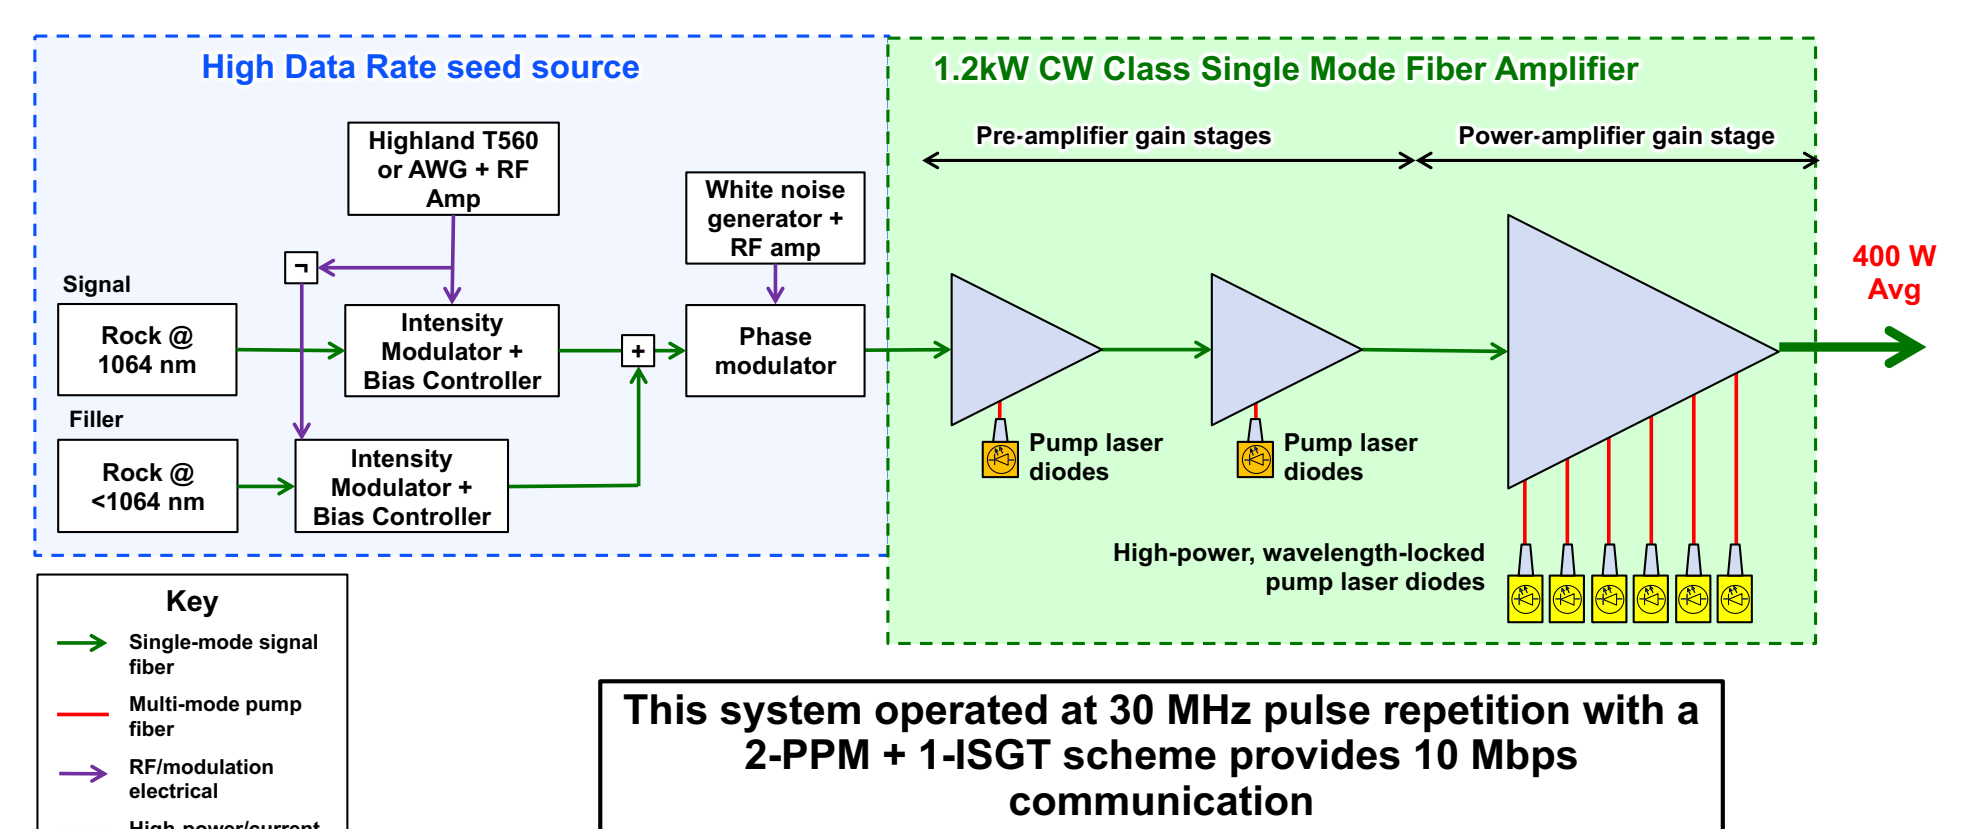 High Data Rate seed source
1.2kW CW Class Single Mode Fiber Amplifier
Highland T560
or AWG + RF
Amp
White noise
generator +
RF amp
Pre-amplifier gain stages
Power-amplifier gain stage
¬
Signal
Rock @
1064 nm
Intensity
Modulator +
Bias Controller
+
Phase
modulator
400 W
Avg
Filler
Rock @
<1064 nm
Intensity
Modulator +
Bias Controller
Pump laser
diodes
Pump laser
diodes
High-power, wavelength-locked
pump laser diodes
Key
Single-mode signal
fiber
Multi-mode pump
fiber
RF/modulation
electrical
High-power/current
This system operated at 30 MHz pulse repetition with a
2-PPM + 1-ISGT scheme provides 10 Mbps
communication